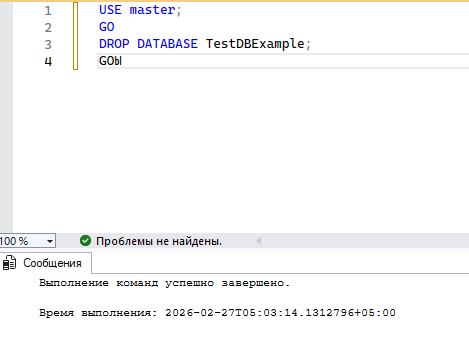 1 USE master;
2 GO
3 DROP DATABASE TestDBExample;
4 GOЫ
100 %
Проблемы не найдены.
Сообщения
Выполнение команд успешно завершено.
Время выполнения: 2026-02-27T05:03:14.1312796+05:00